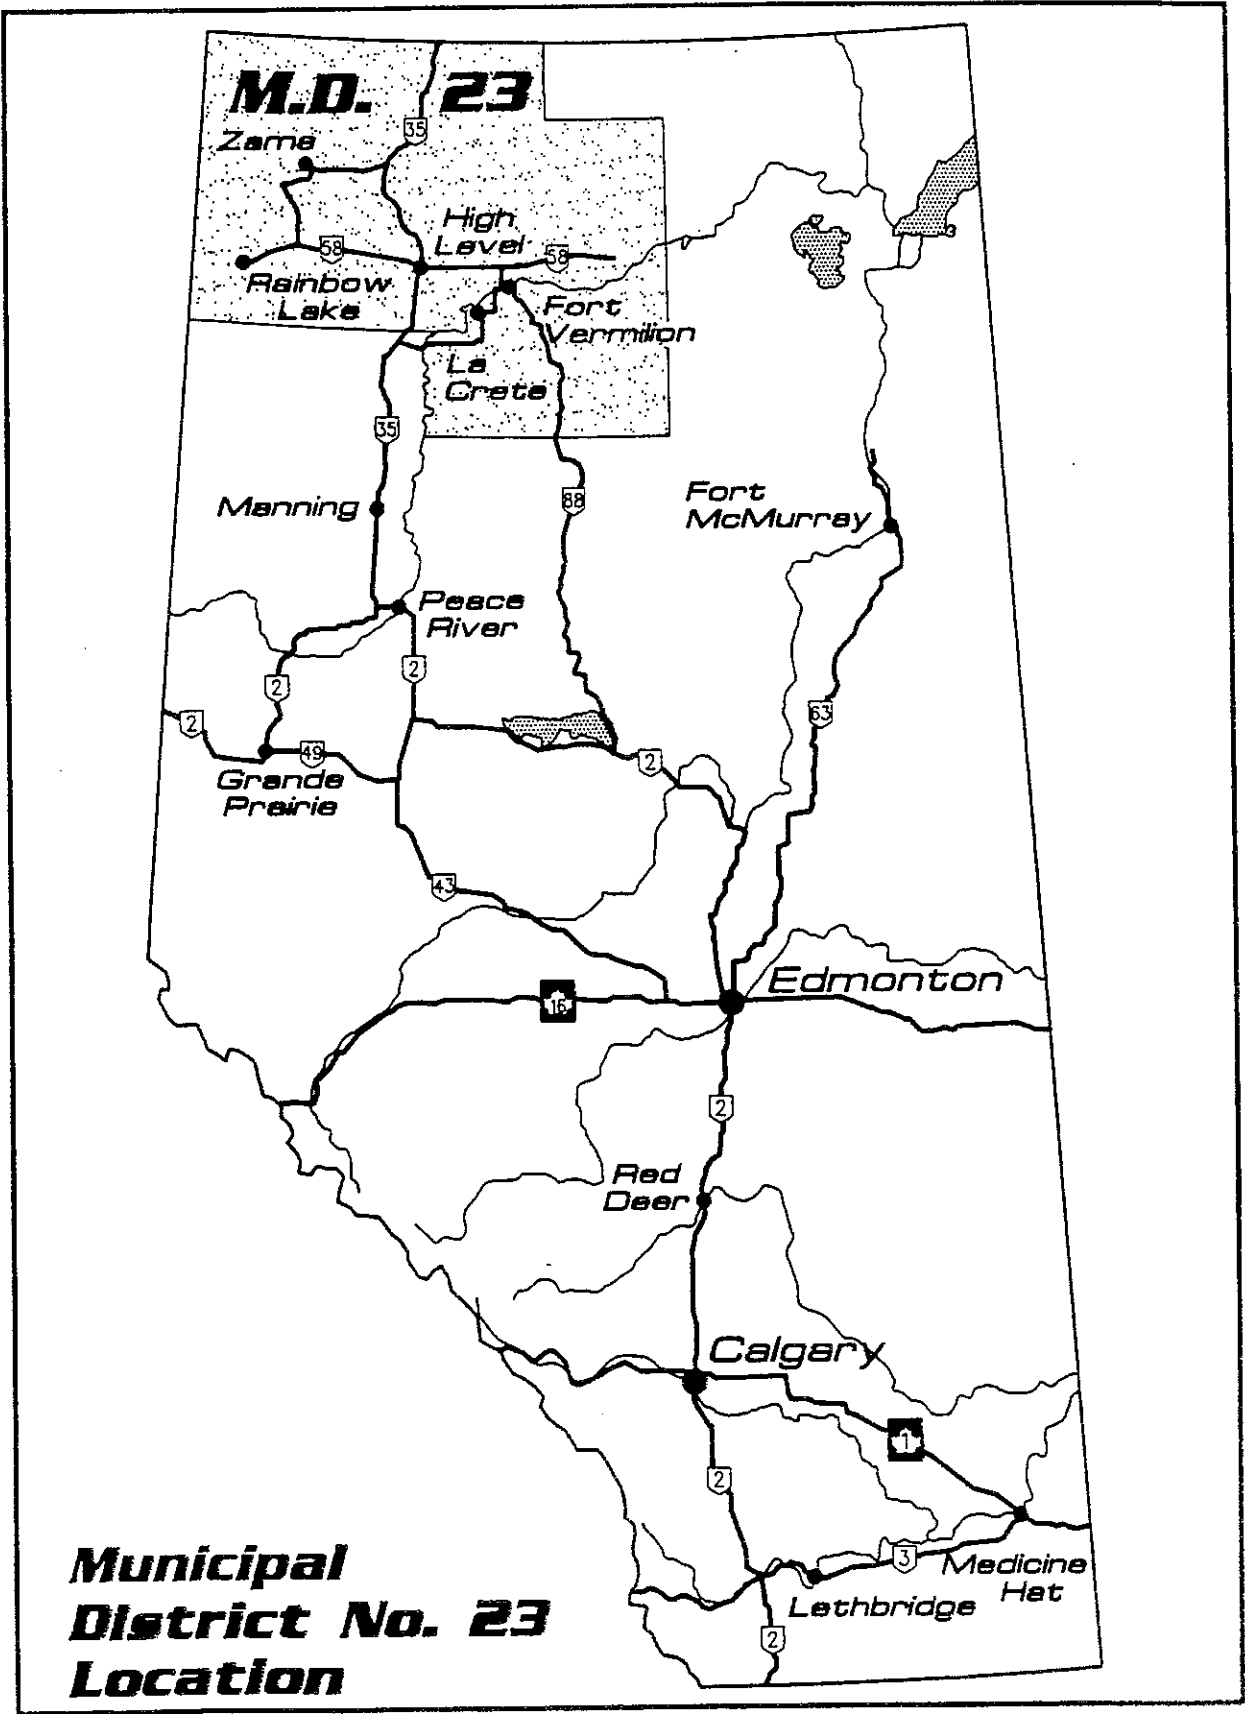 M.D. 23
Zama
35
High
Level
58
58
Rainbow
Lake
Fort
Vermilion
La
Crete
35
88
Manning
Fort
McMurray
Peace
River
2
2
2
63
49
2
Grande
Prairie
43
Edmonton
16
2
Red
Deer
Calgary
1
2
3
Medicine
Hat
Lethbridge
2
Municipal
District No. 23
Location